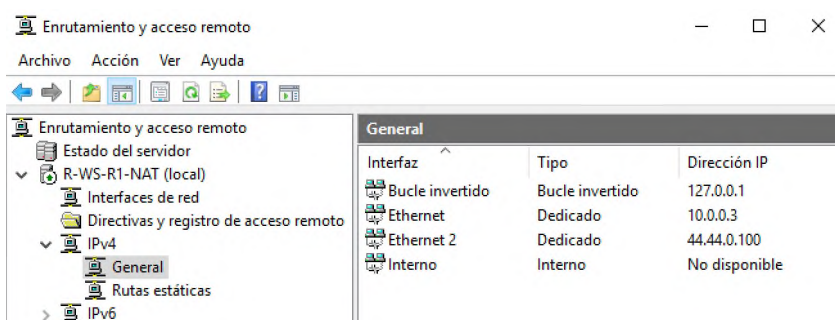 Enrutamiento y acceso remoto
Archivo Acción Ver Ayuda
Enrutamiento y acceso remoto
Estado del servidor
R-WS-R1-NAT (local)
Interfaces de red
Directivas y registro de acceso remoto
IPv4
General
Rutas estáticas
IPv6
General
Interfaz Tipo Dirección IP
Bucle invertido Bucle invertido 127.0.0.1
Ethernet Dedicado 10.0.0.3
Ethernet 2 Dedicado 44.44.0.100
Interno Interno No disponible